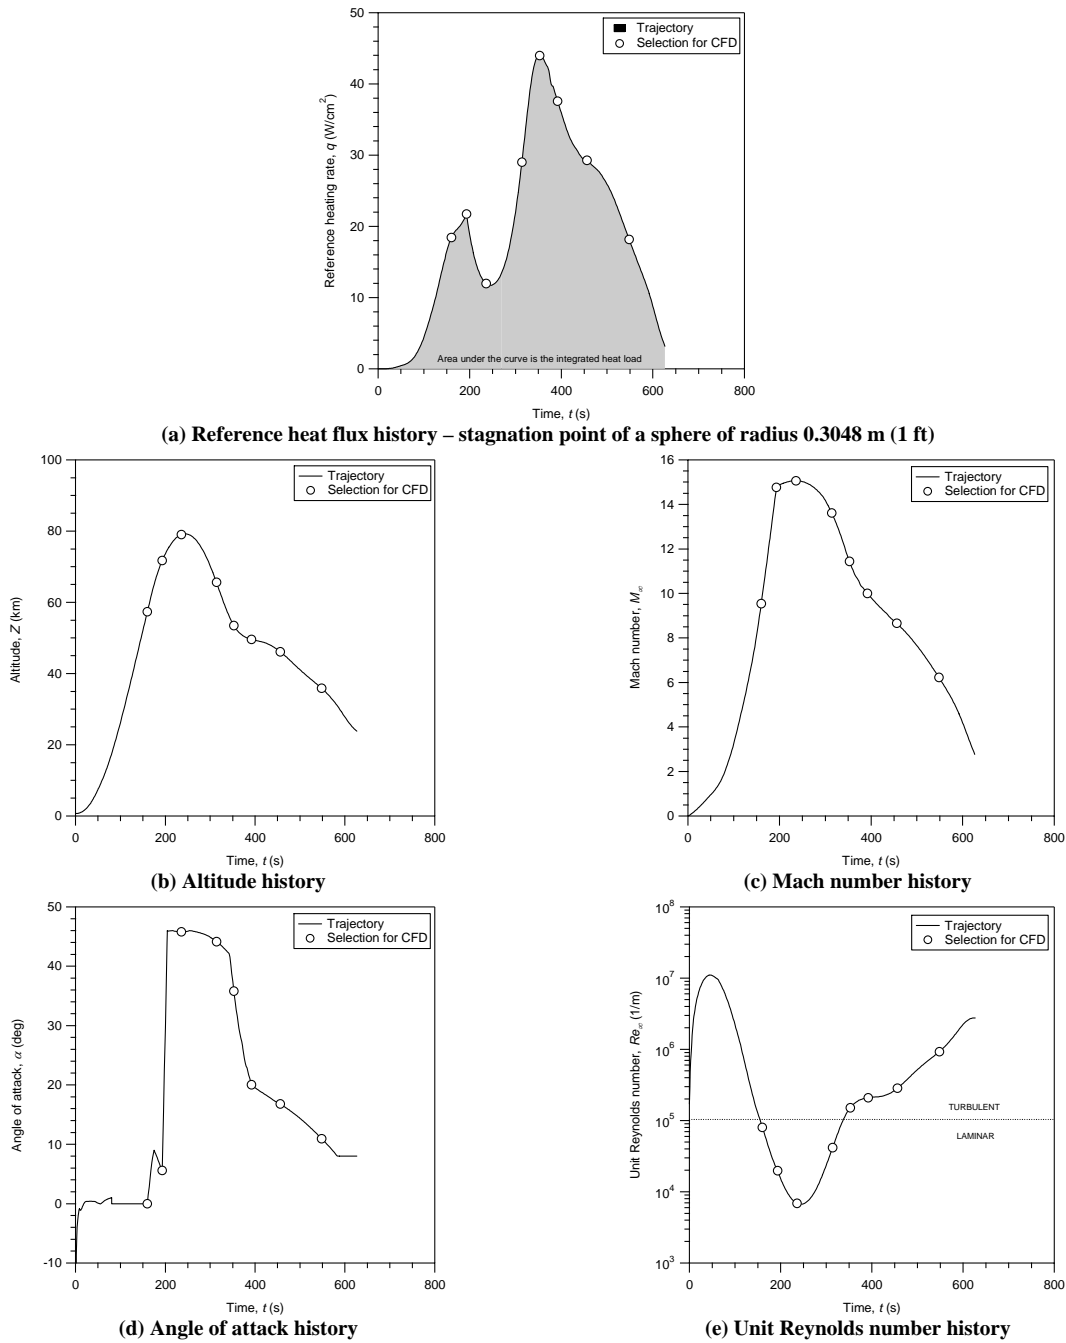 50
40
30
20
10
0
Reference heating rate, q (W/cm²)
Trajectory
Selection for CFD
Area under the curve is the integrated heat load
0 200 400 600 800
Time, t (s)
(a) Reference heat flux history – stagnation point of a sphere of radius 0.3048 m (1 ft)
100
80
60
40
20
0
Altitude, Z (km)
Trajectory
Selection for CFD
0 200 400 600 800
Time, t (s)
(b) Altitude history
16
14
12
10
8
6
4
2
0
Mach number, M∞
Trajectory
Selection for CFD
0 200 400 600 800
Time, t (s)
(c) Mach number history
50
40
30
20
10
0
-10
Angle of attack, α (deg)
Trajectory
Selection for CFD
0 200 400 600 800
Time, t (s)
(d) Angle of attack history
10⁸
10⁷
10⁶
10⁵
10⁴
10³
Unit Reynolds number, Re∞ (1/m)
Trajectory
Selection for CFD
TURBULENT
LAMINAR
0 200 400 600 800
Time, t (s)
(e) Unit Reynolds number history